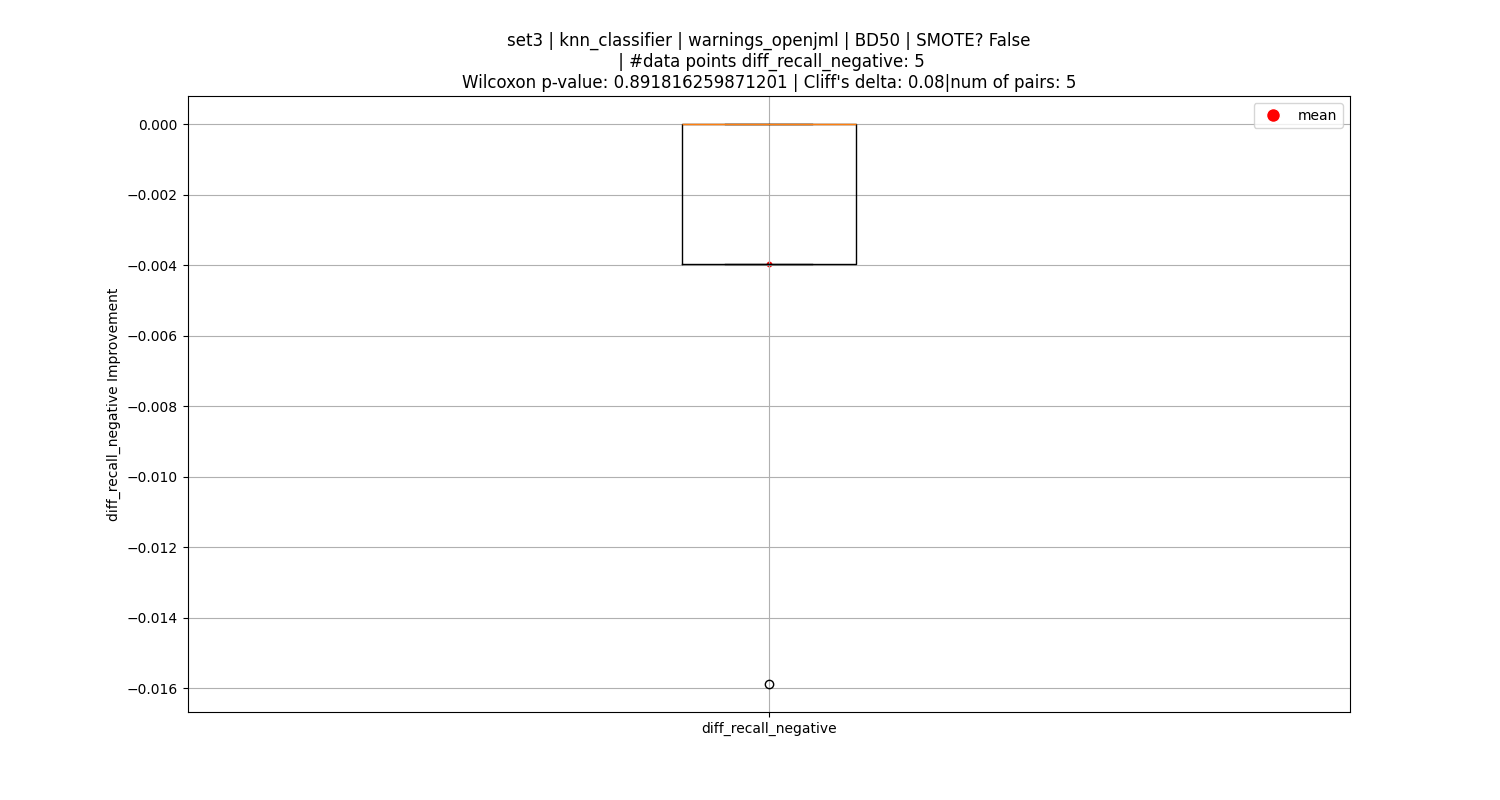 set3 | knn_classifier | warnings_openjml | BD50 | SMOTE? False
| #data points diff_recall_negative: 5
Wilcoxon p-value: 0.891816259871201 | Cliff's delta: 0.08|num of pairs: 5
mean
0.000
−0.002
−0.004
−0.006
−0.008
−0.010
−0.012
−0.014
−0.016
diff_recall_negative Improvement
diff_recall_negative